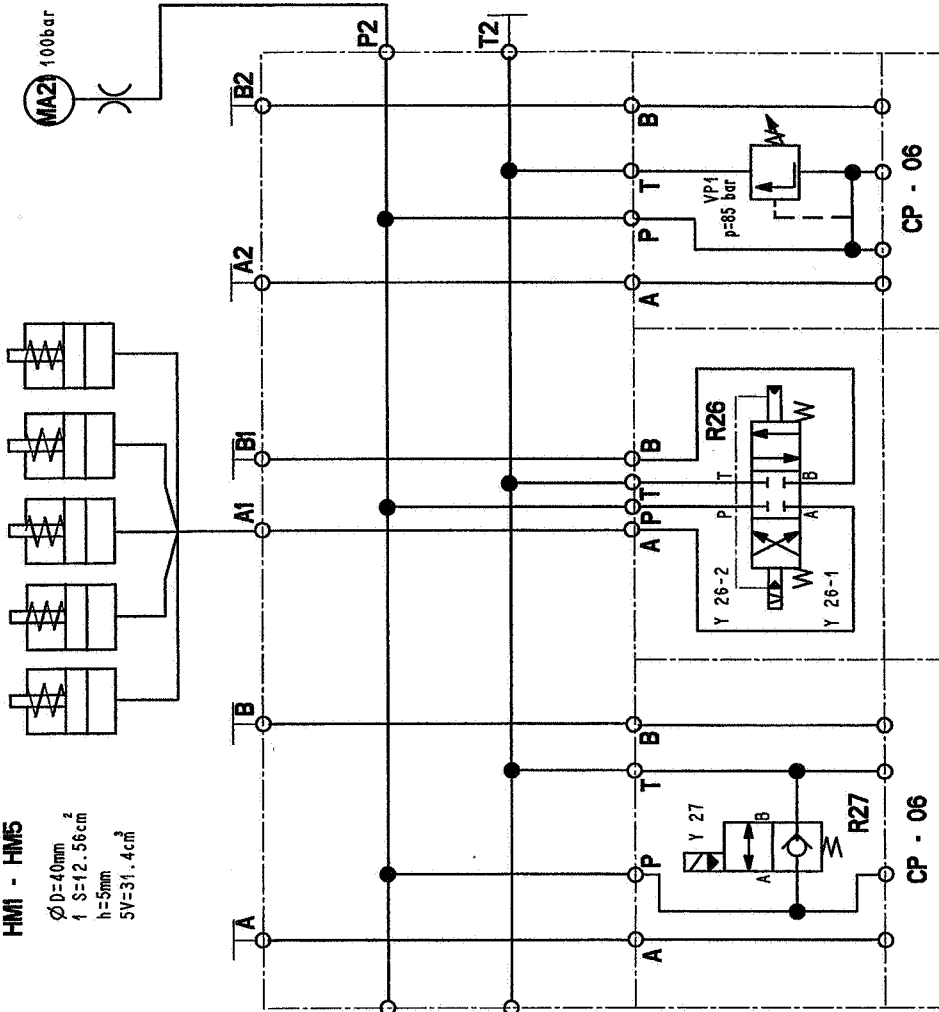 MA21 100bar
P2
T2
B2
A2
B1
A1
B
A
HM1 - HM5
ØD=40mm
1 S=12.56cm²
h=5mm
5V=31.4cm³
B
T
P
A
VP1
p=85 bar
CP - 06
B
T
P
A
R26
T
P
B
A
Y 26-2
Y 26-1
B
T
P
A
Y 27
B
A
R27
CP - 06